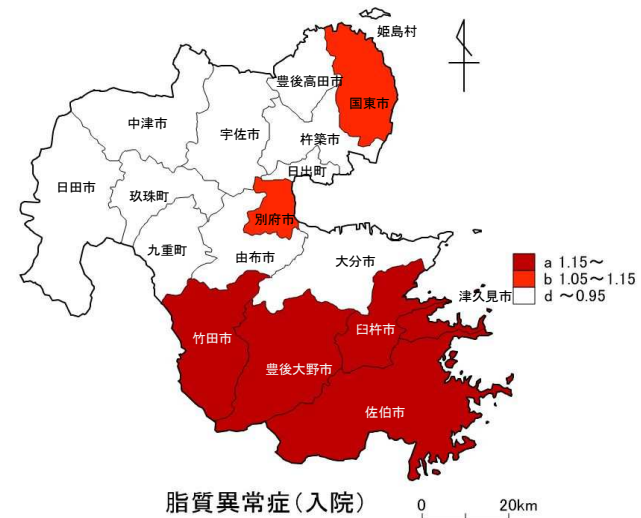 姫島村
豊後高田市
国東市
中津市
宇佐市
杵築市
日出町
日田市
玖珠町
別府市
九重町
由布市
大分市
a 1.15～
b 1.05～1.15
d ～0.95
津久見市
臼杵市
竹田市
豊後大野市
佐伯市
脂質異常症(入院)
0 20km